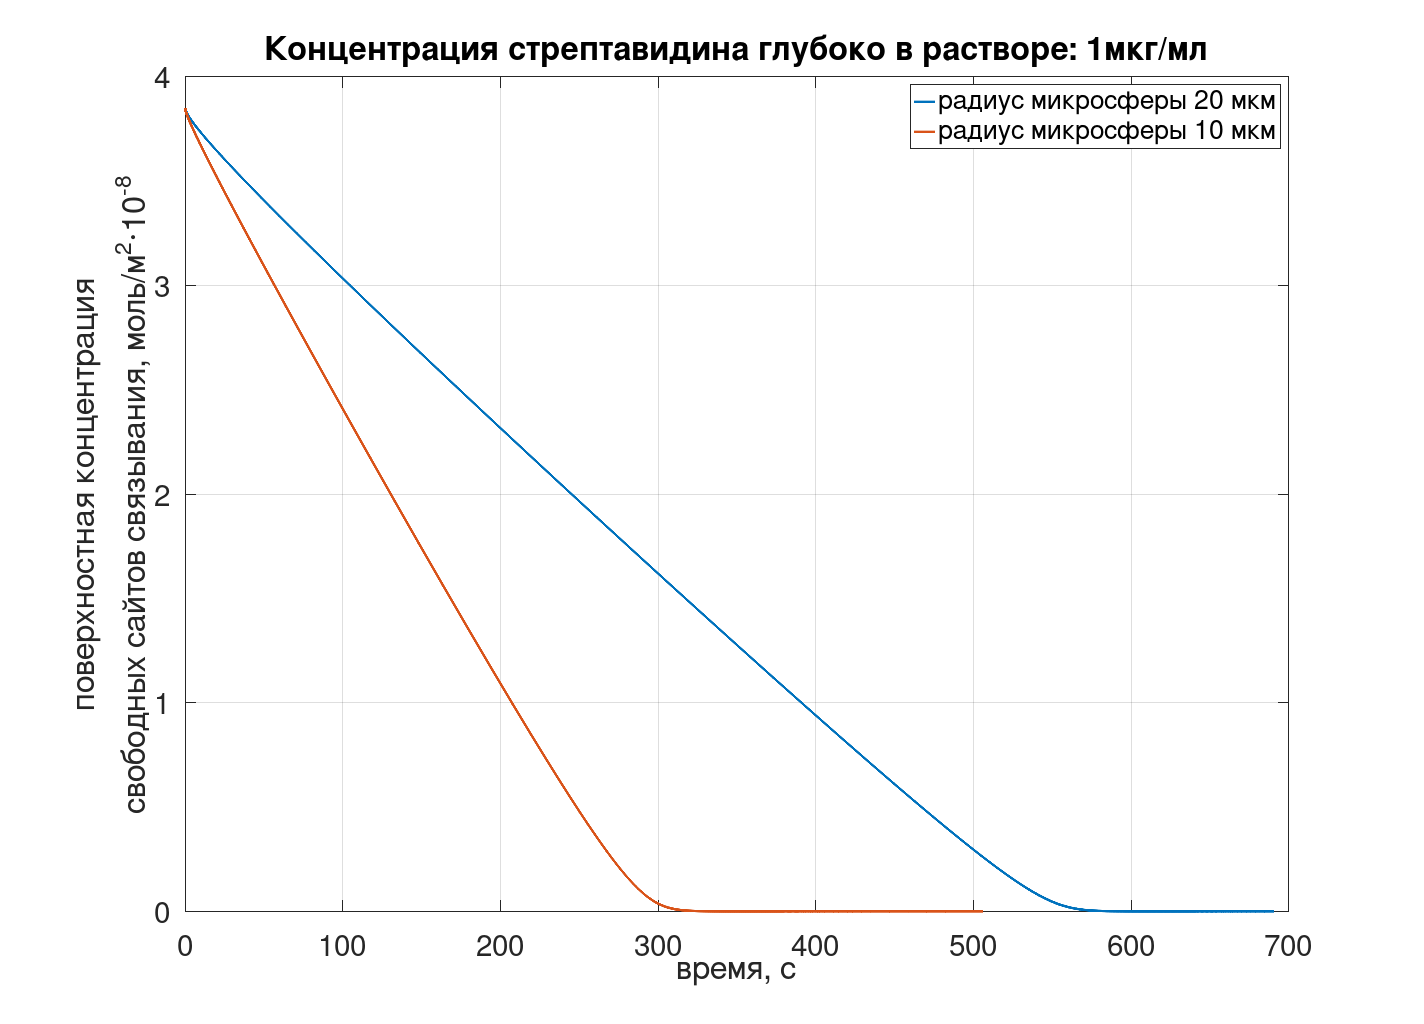 Концентрация стрептавидина глубоко в растворе: 1мкг/мл
радиус микросферы 20 мкм
радиус микросферы 10 мкм
поверхностная концентрация
свободных сайтов связывания, моль/м²·10⁻⁸
4
3
2
1
0
0 100 200 300 400 500 600 700
время, с